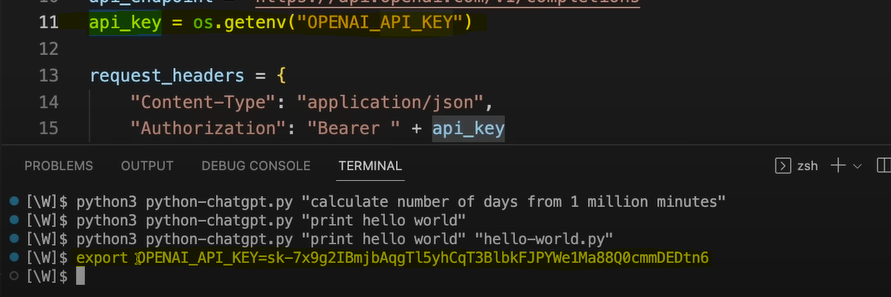 10 api_endpoint = "https://api.openai.com/v1/completions"
11 api_key = os.getenv("OPENAI_API_KEY")
12
13 request_headers = {
14 "Content-Type": "application/json",
15 "Authorization": "Bearer " + api_key
PROBLEMS OUTPUT DEBUG CONSOLE TERMINAL zsh
[\W]$ python3 python-chatgpt.py "calculate number of days from 1 million minutes"
[\W]$ python3 python-chatgpt.py "print hello world"
[\W]$ python3 python-chatgpt.py "print hello world" "hello-world.py"
[\W]$ export OPENAI_API_KEY=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
[\W]$